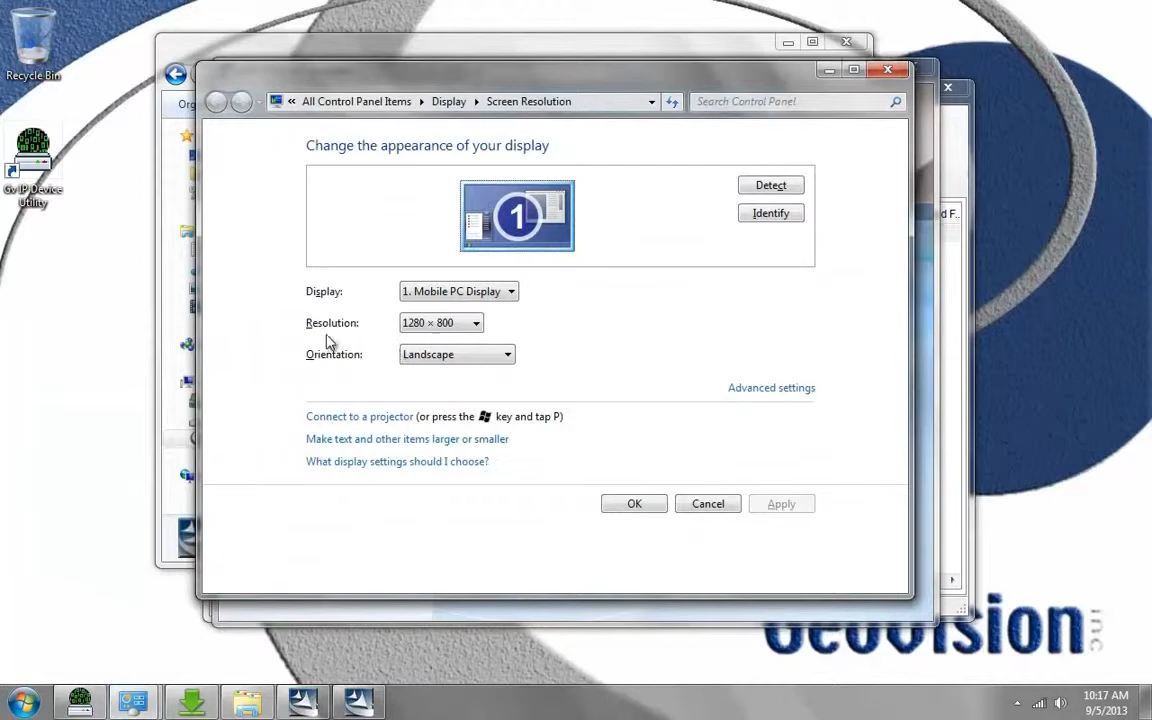 Recycle Bin
Gv IP Device
Utility
Org
All Control Panel Items
Display
Screen Resolution
Search Control Panel
Change the appearance of your display
1
Detect
Identify
d F..
Display:
1. Mobile PC Display
Resolution:
1280 × 800
Orientation:
Landscape
Advanced settings
Connect to a projector (or press the key and tap P)
Make text and other items larger or smaller
What display settings should I choose?
OK
Cancel
Apply
GeoVision
Inc
10:17 AM
9/5/2013